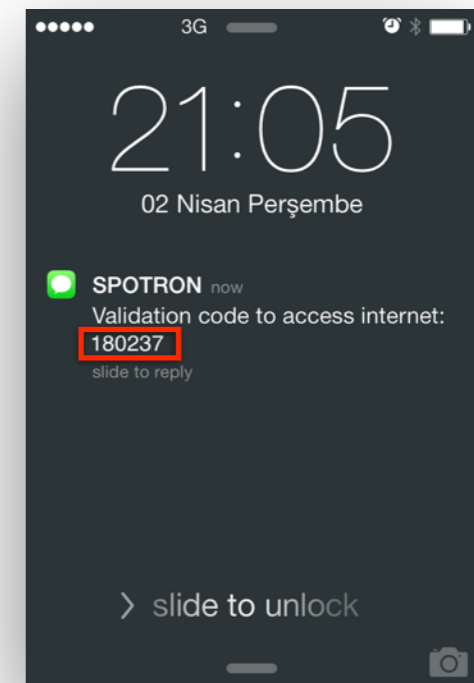 3G
21:05
02 Nisan Perşembe
SPOTRON now
Validation code to access internet:
180237
slide to reply
> slide to unlock